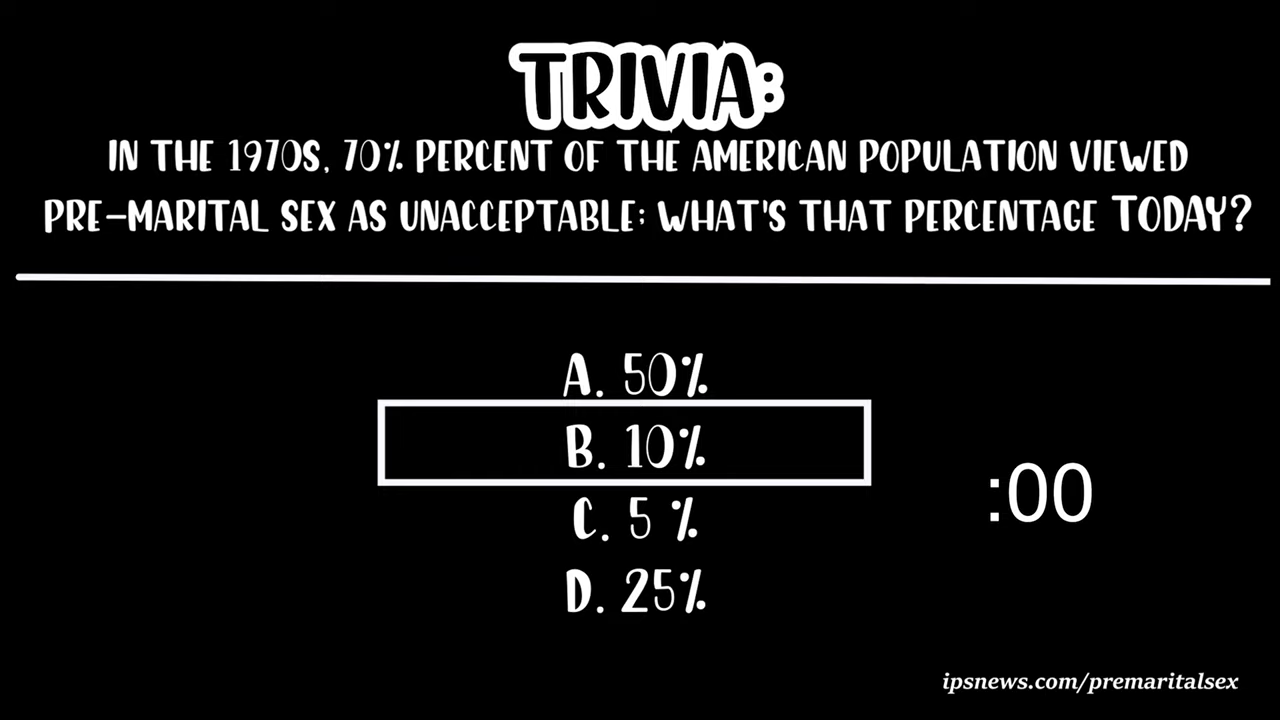 TRIVIA:
IN THE 1970S, 70% PERCENT OF THE AMERICAN POPULATION VIEWED
PRE-MARITAL SEX AS UNACCEPTABLE; WHAT'S THAT PERCENTAGE TODAY?
A. 50%
B. 10%
:00
C. 5 %
D. 25%
ipsnews.com/premaritalsex